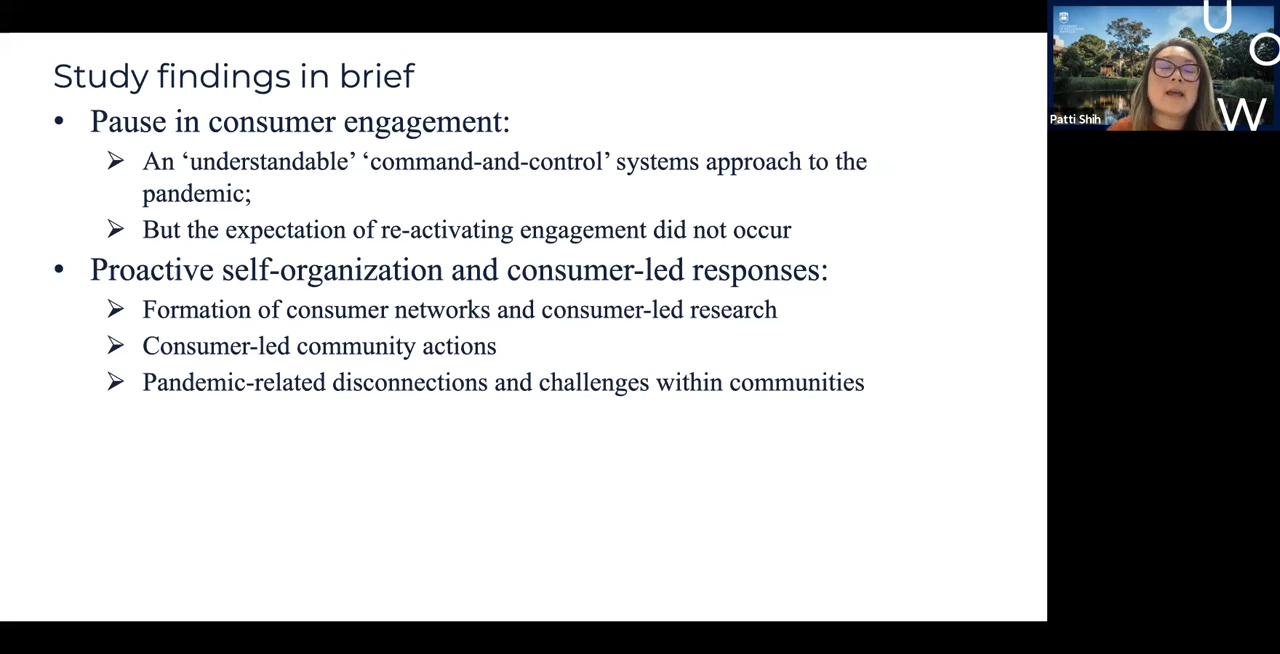 Study findings in brief
• Pause in consumer engagement:
➢ An ‘understandable’ ‘command-and-control’ systems approach to the
pandemic;
➢ But the expectation of re-activating engagement did not occur
• Proactive self-organization and consumer-led responses:
➢ Formation of consumer networks and consumer-led research
➢ Consumer-led community actions
➢ Pandemic-related disconnections and challenges within communities
U
O
W
Patti Shih